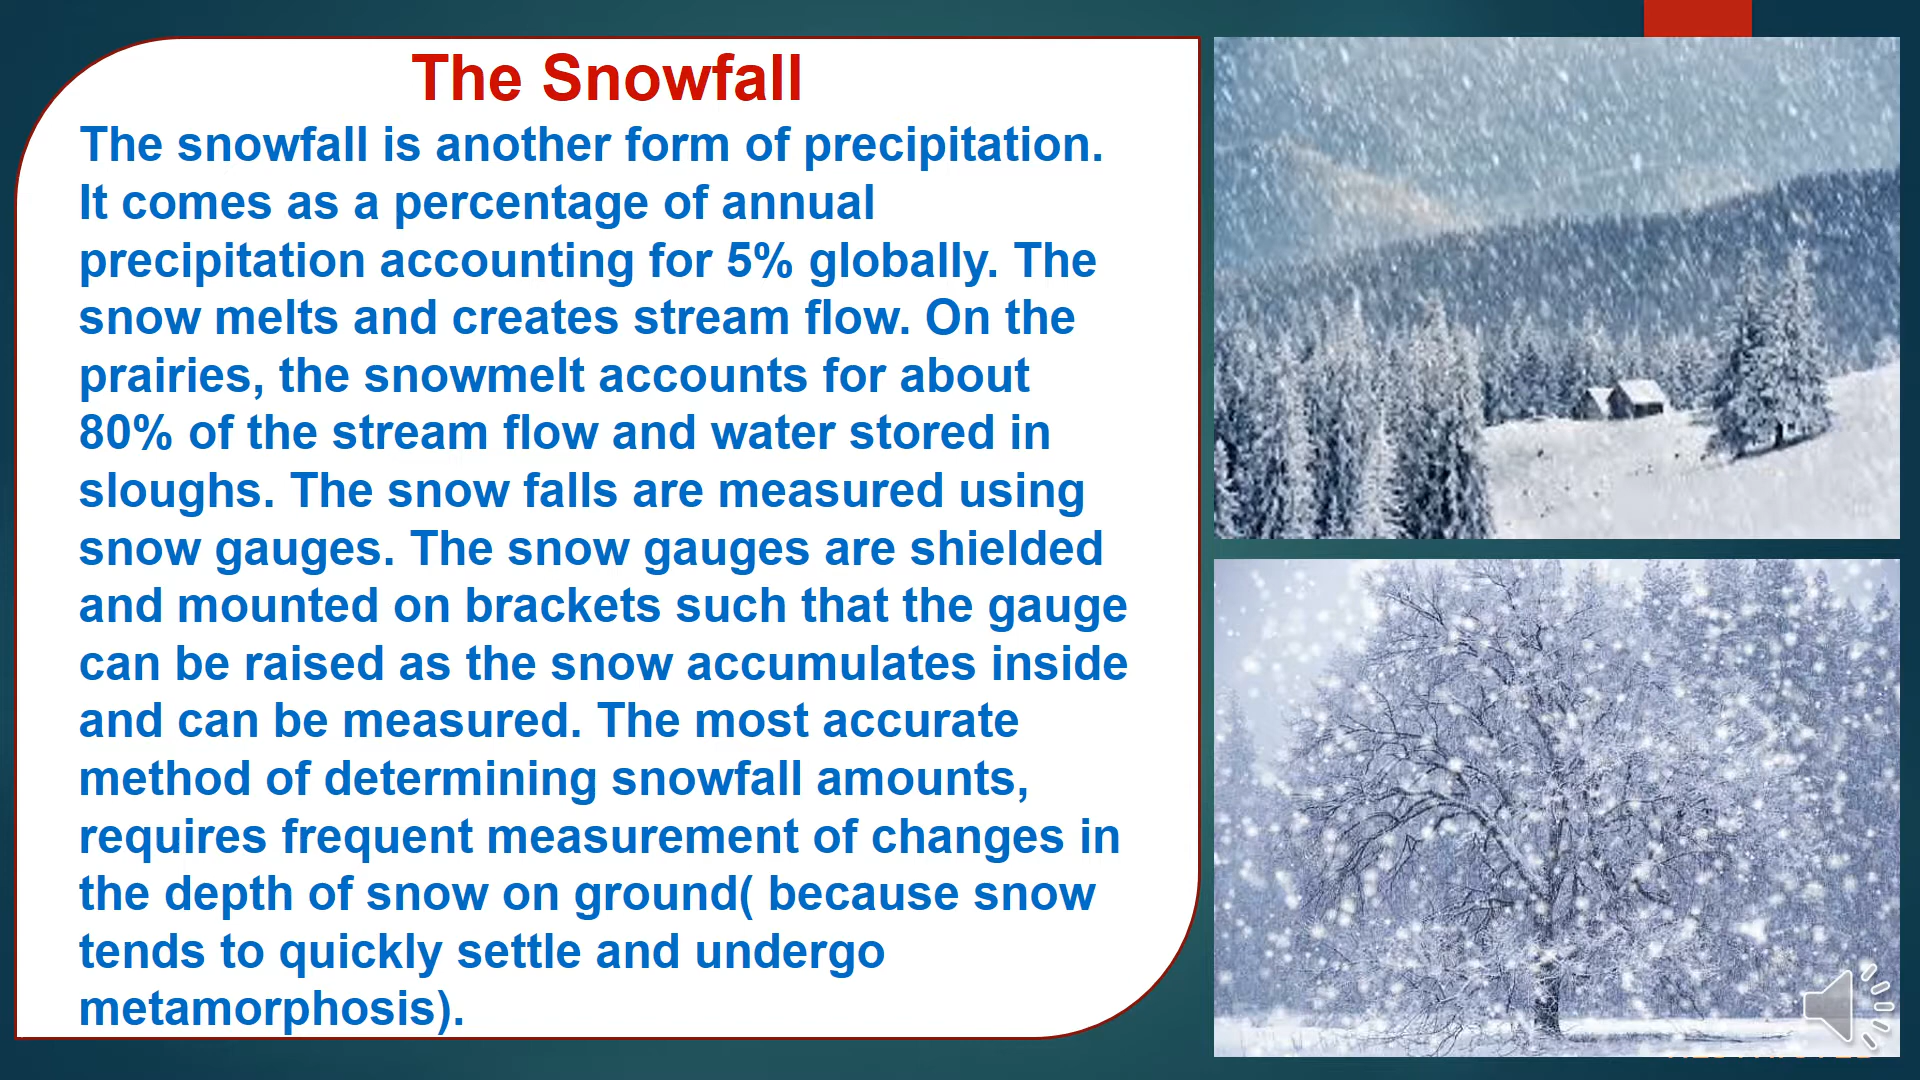 The Snowfall
The snowfall is another form of precipitation.
It comes as a percentage of annual
precipitation accounting for 5% globally. The
snow melts and creates stream flow. On the
prairies, the snowmelt accounts for about
80% of the stream flow and water stored in
sloughs. The snow falls are measured using
snow gauges. The snow gauges are shielded
and mounted on brackets such that the gauge
can be raised as the snow accumulates inside
and can be measured. The most accurate
method of determining snowfall amounts,
requires frequent measurement of changes in
the depth of snow on ground( because snow
tends to quickly settle and undergo
metamorphosis).